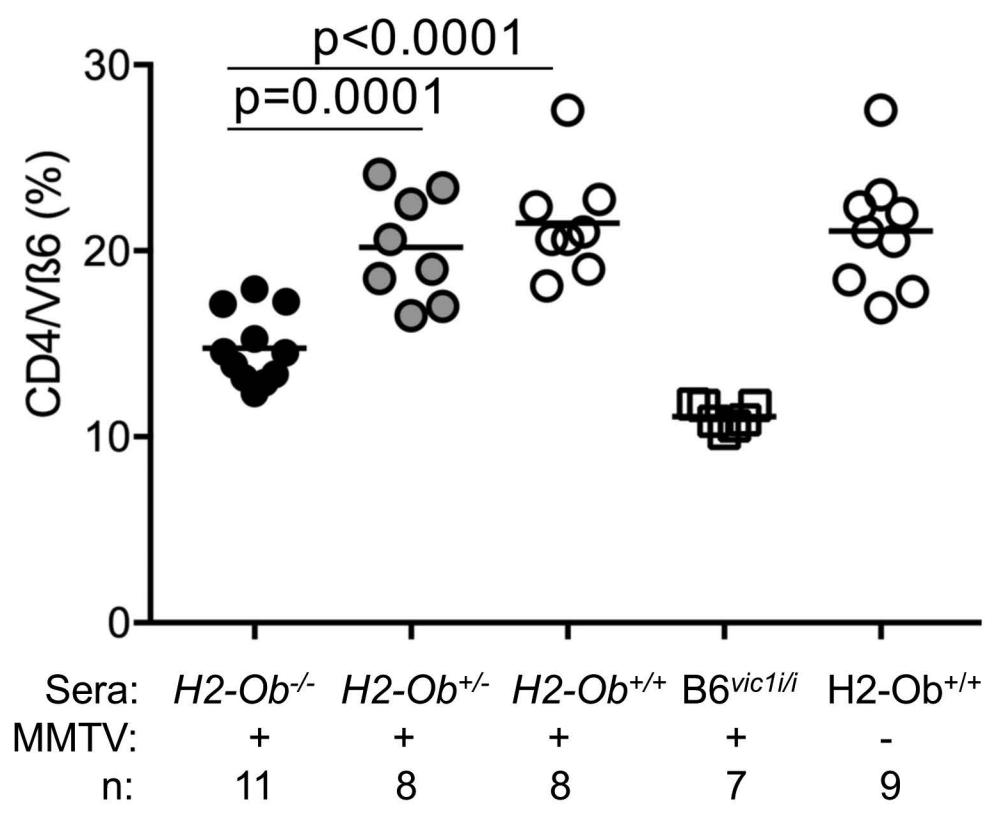 p<0.0001
p=0.0001
CD4/Vß6 (%)
30
20
10
0
Sera: H2-Ob-/- H2-Ob+/- H2-Ob+/+ B6vic1i/i H2-Ob+/+
MMTV: + + + + -
n: 11 8 8 7 9